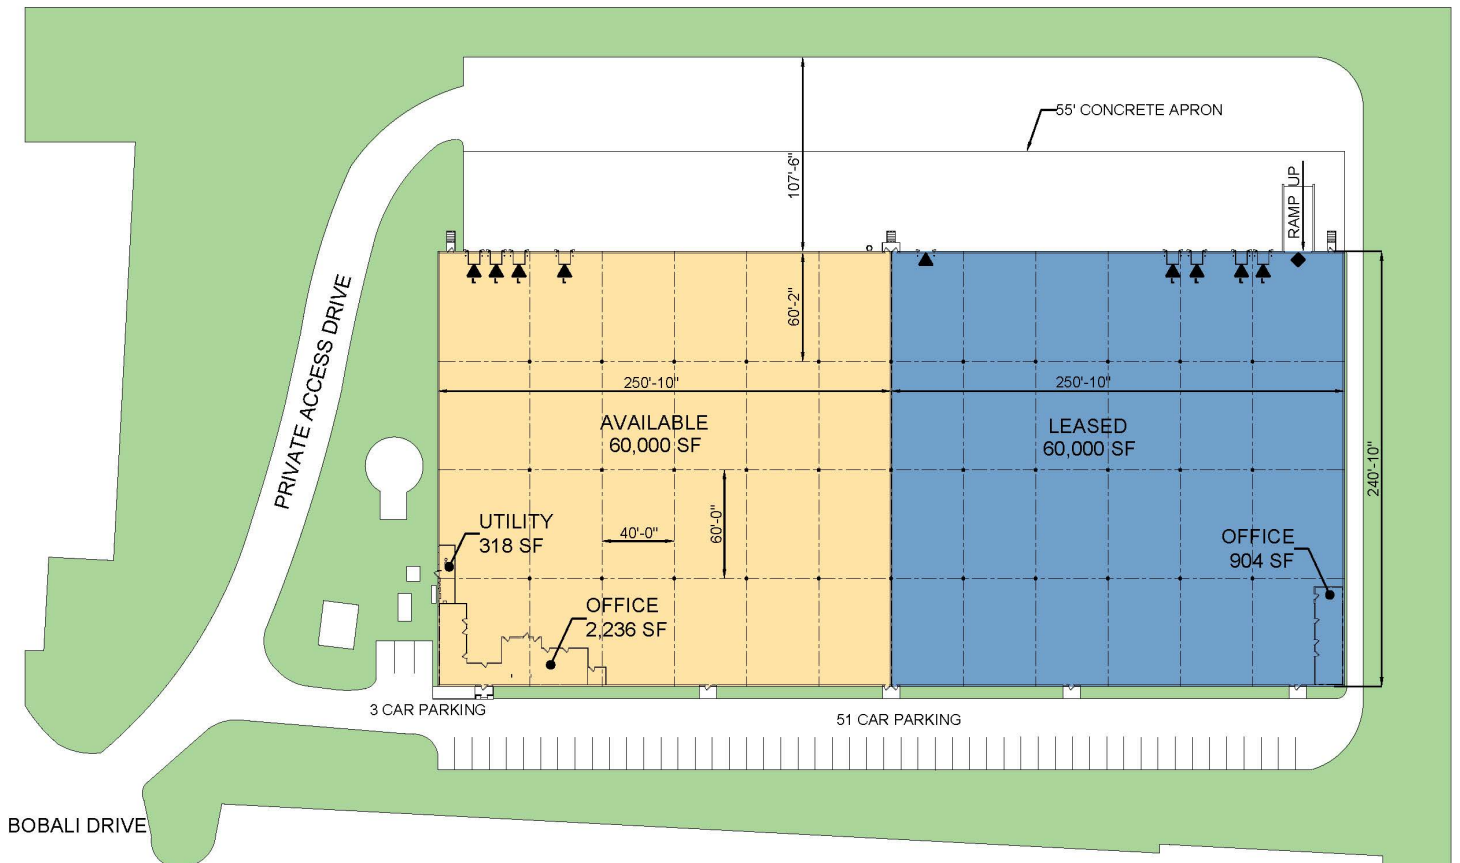 55' CONCRETE APRON
107'-6"
RAMP UP
60'-2"
PRIVATE ACCESS DRIVE
250'-10"
250'-10"
AVAILABLE
60,000 SF
LEASED
60,000 SF
240'-10"
UTILITY
318 SF
40'-0"
60'-0"
OFFICE
904 SF
OFFICE
2,236 SF
3 CAR PARKING
51 CAR PARKING
BOBALI DRIVE